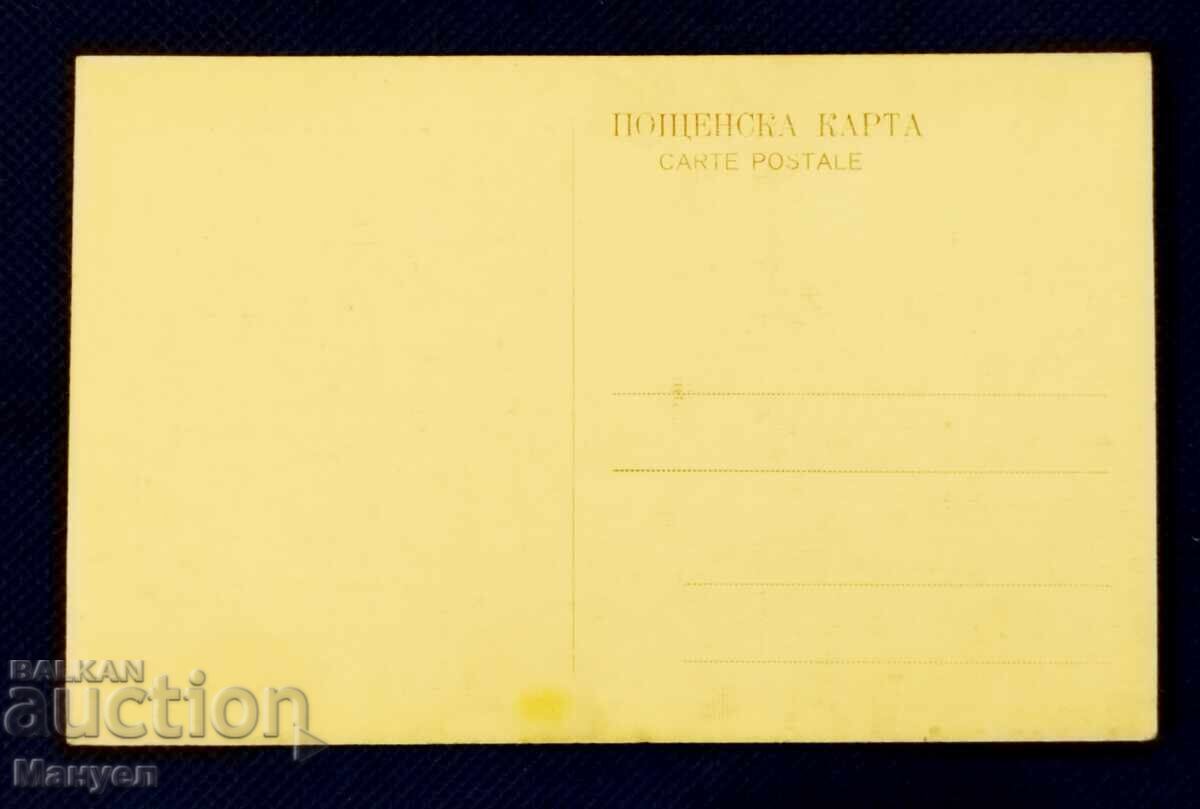 ПОЩЕНСКА КАРТА
CARTE POSTALE
BALKAN
auction
Мануел